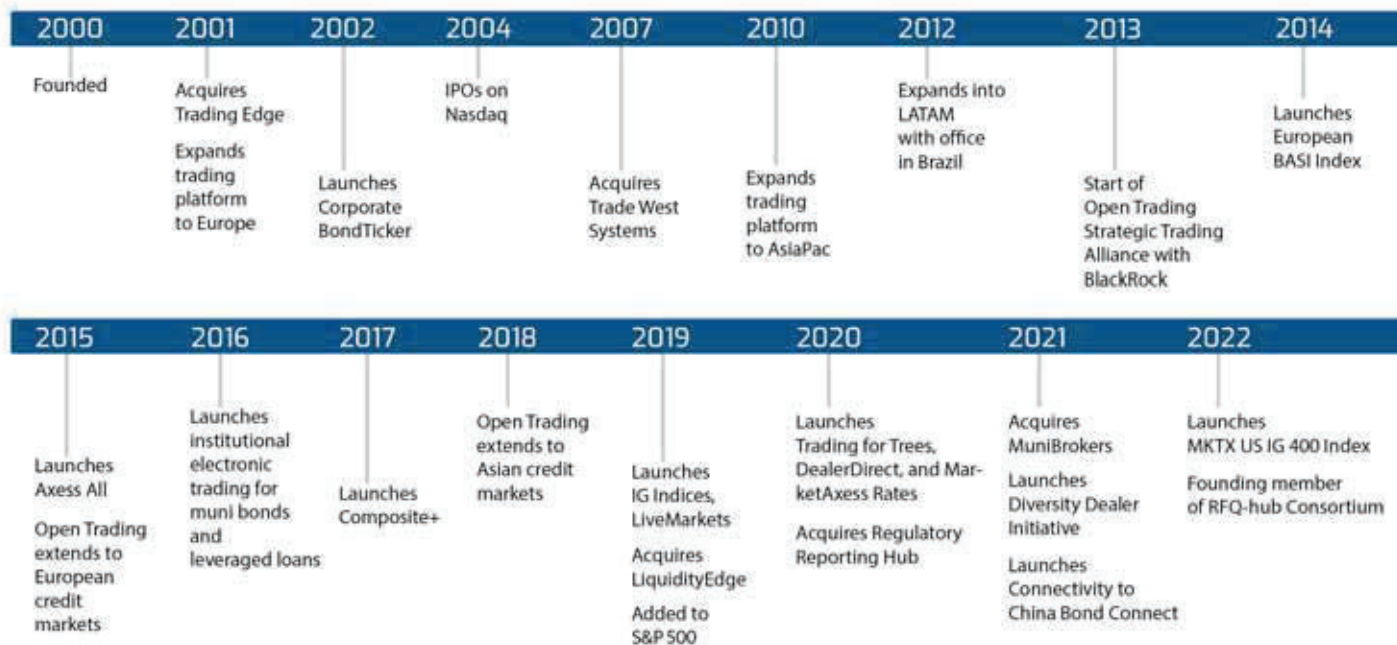 2000 2001 2002 2004 2007 2010 2012 2013 2014
Founded
Acquires
Trading Edge
Expands
trading
platform
to Europe
Launches
Corporate
BondTicker
IPOs on
Nasdaq
Acquires
Trade West
Systems
Expands
trading
platform
to AsiaPac
Expands into
LATAM
with office
in Brazil
Start of
Open Trading
Strategic Trading
Alliance with
BlackRock
Launches
European
BASI Index
2015 2016 2017 2018 2019 2020 2021 2022
Launches
Axess All
Open Trading
extends to
European
credit
markets
Launches
institutional
electronic
trading for
muni bonds
and
leveraged loans
Launches
Composite+
Open Trading
extends to
Asian credit
markets
Launches
IG Indices,
LiveMarkets
Acquires
LiquidityEdge
Added to
S&P 500
Launches
Trading for Trees,
DealerDirect, and Mar-
ketAxess Rates
Acquires Regulatory
Reporting Hub
Acquires
MuniBrokers
Launches
Diversity Dealer
Initiative
Launches
Connectivity to
China Bond Connect
Launches
MKTX US IG 400 Index
Founding member
of RFQ-hub Consortium